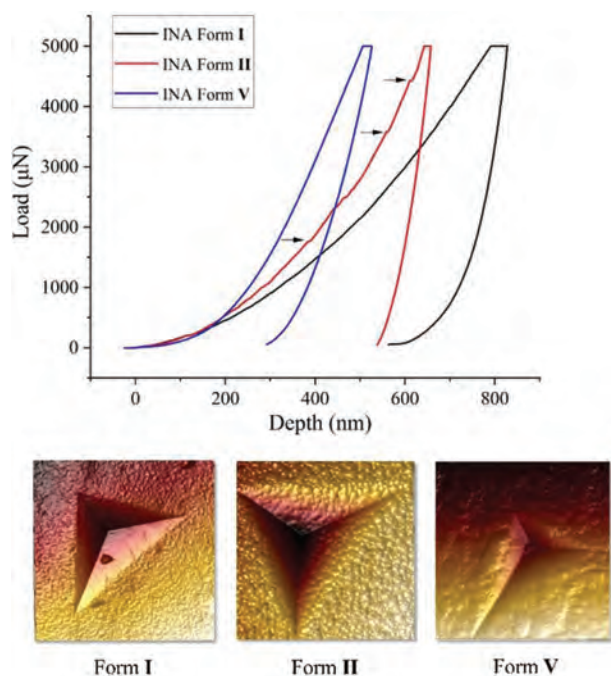 INA Form I
INA Form II
INA Form V
5000
4000
3000
2000
1000
0
Load (μN)
0 200 400 600 800
Depth (nm)
Form I Form II Form V